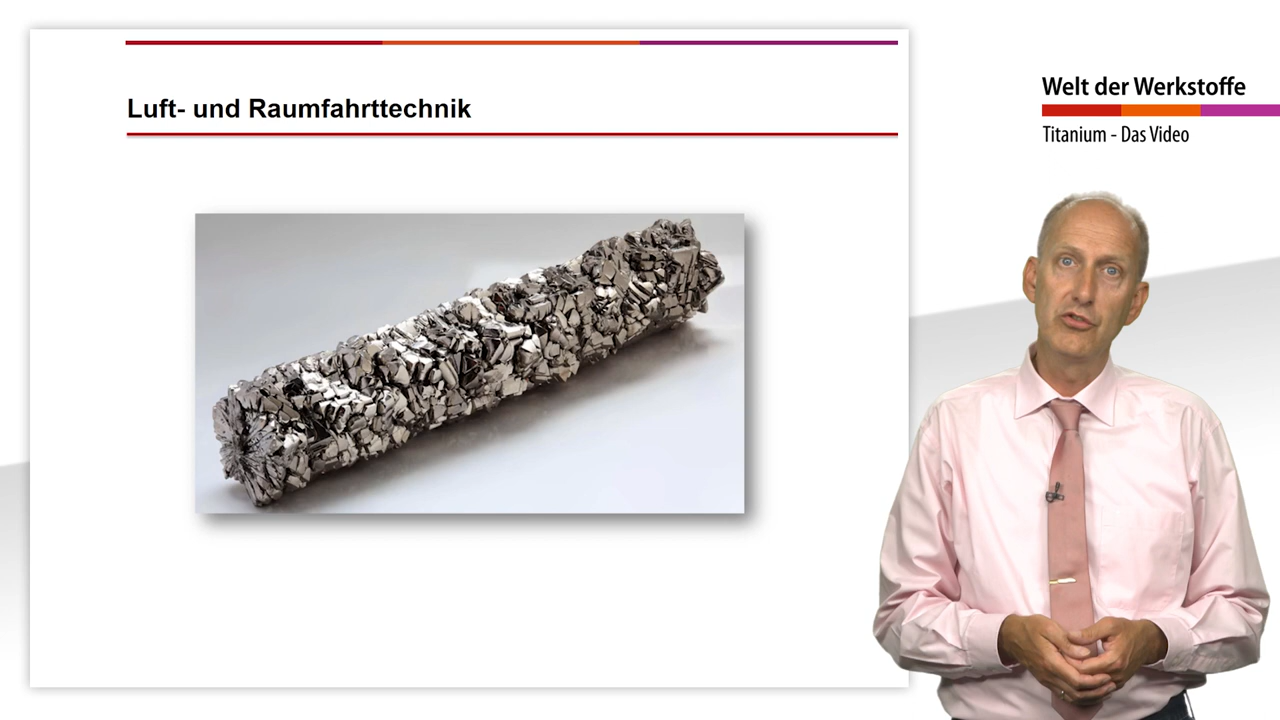 Luft- und Raumfahrttechnik
Welt der Werkstoffe
Titanium - Das Video